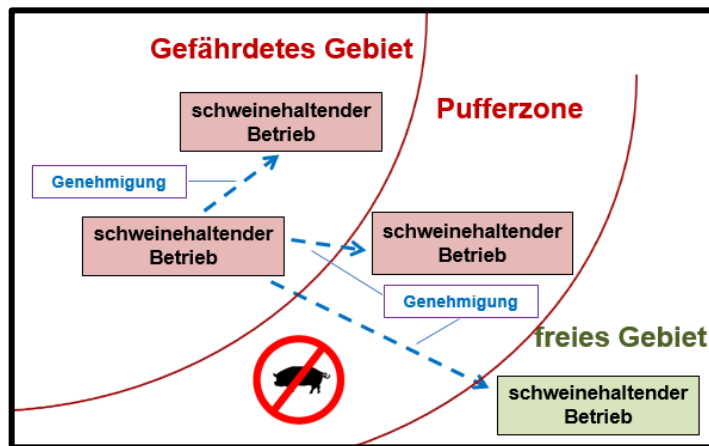 Gefährdetes Gebiet
Pufferzone
schweinehaltender
Betrieb
Genehmigung
schweinehaltender
Betrieb
schweinehaltender
Betrieb
Genehmigung
freies Gebiet
schweinehaltender
Betrieb